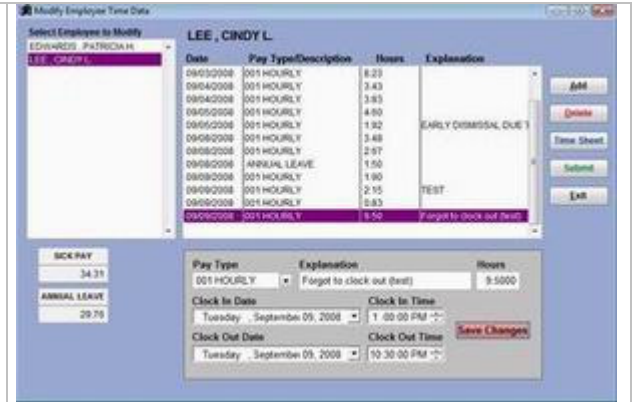 Modify Employee Time Data
Select Employee to Modify
EDWARDS , PATRICIA H.
LEE , CINDY L.
LEE , CINDY L.
Date Pay Type/Description Hours Explanation
09/03/2008 001 HOURLY 8.23
09/04/2008 001 HOURLY 3.43
09/04/2008 001 HOURLY 3.83
09/05/2008 001 HOURLY 4.60
09/05/2008 001 HOURLY 1.92 EARLY DISMISSAL, DUE T
09/08/2008 001 HOURLY 3.48
09/08/2008 001 HOURLY 2.67
09/08/2008 ANNUAL LEAVE 1.50
09/09/2008 001 HOURLY 1.90
09/09/2008 001 HOURLY 2.15 TEST
09/09/2008 001 HOURLY 0.83
09/09/2008 001 HOURLY 9.50 Forgot to clock out (test)
Add
Delete
Time Sheet
Submit
Exit
SICK PAY
34.31
ANNUAL LEAVE
29.76
Pay Type Explanation Hours
001 HOURLY Forgot to clock out (test) 9.5000
Clock In Date Clock In Time
Tuesday , September 09, 2008 1:00:00 PM
Clock Out Date Clock Out Time
Tuesday , September 09, 2008 10:30:00 PM
Save Changes